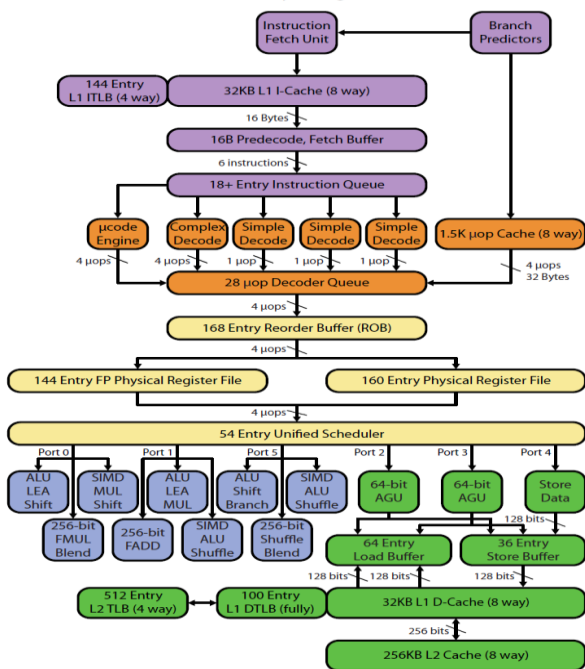 Instruction
Fetch Unit
Branch
Predictors
144 Entry
L1 ITLB (4 way)
32KB L1 I-Cache (8 way)
16 Bytes
16B Predecode, Fetch Buffer
6 instructions
18+ Entry Instruction Queue
μcode
Engine
Complex
Decode
Simple
Decode
Simple
Decode
Simple
Decode
1.5K μop Cache (8 way)
4 μops
4 μops
1 μop
1 μop
1 μop
4 μops
32 Bytes
28 μop Decoder Queue
4 μops
168 Entry Reorder Buffer (ROB)
4 μops
144 Entry FP Physical Register File
160 Entry Physical Register File
4 μops
54 Entry Unified Scheduler
Port 0
Port 1
Port 5
Port 2
Port 3
Port 4
ALU
LEA
Shift
SIMD
MUL
Shift
ALU
LEA
MUL
ALU
Shift
Branch
SIMD
ALU
Shuffle
64-bit
AGU
64-bit
AGU
Store
Data
256-bit
FMUL
Blend
256-bit
FADD
SIMD
ALU
Shuffle
256-bit
Shuffle
Blend
128 bits
64 Entry
Load Buffer
36 Entry
Store Buffer
128 bits
128 bits
128 bits
512 Entry
L2 TLB (4 way)
100 Entry
L1 DTLB (fully)
32KB L1 D-Cache (8 way)
256 bits
256KB L2 Cache (8 way)